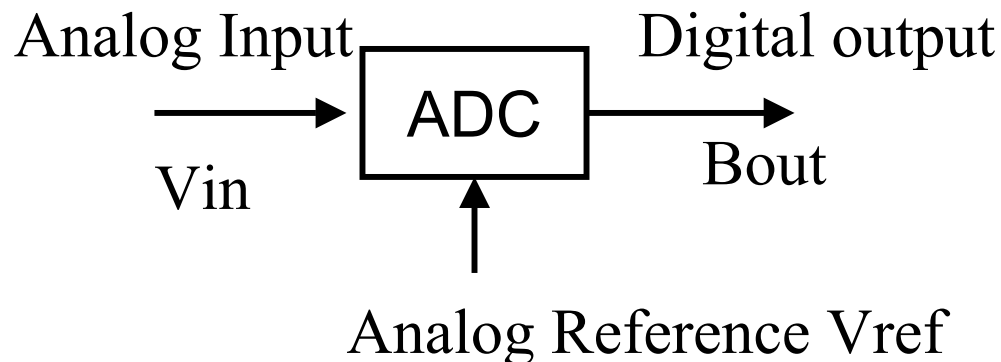 Analog Input
Digital output
ADC
Vin
Bout
Analog Reference Vref